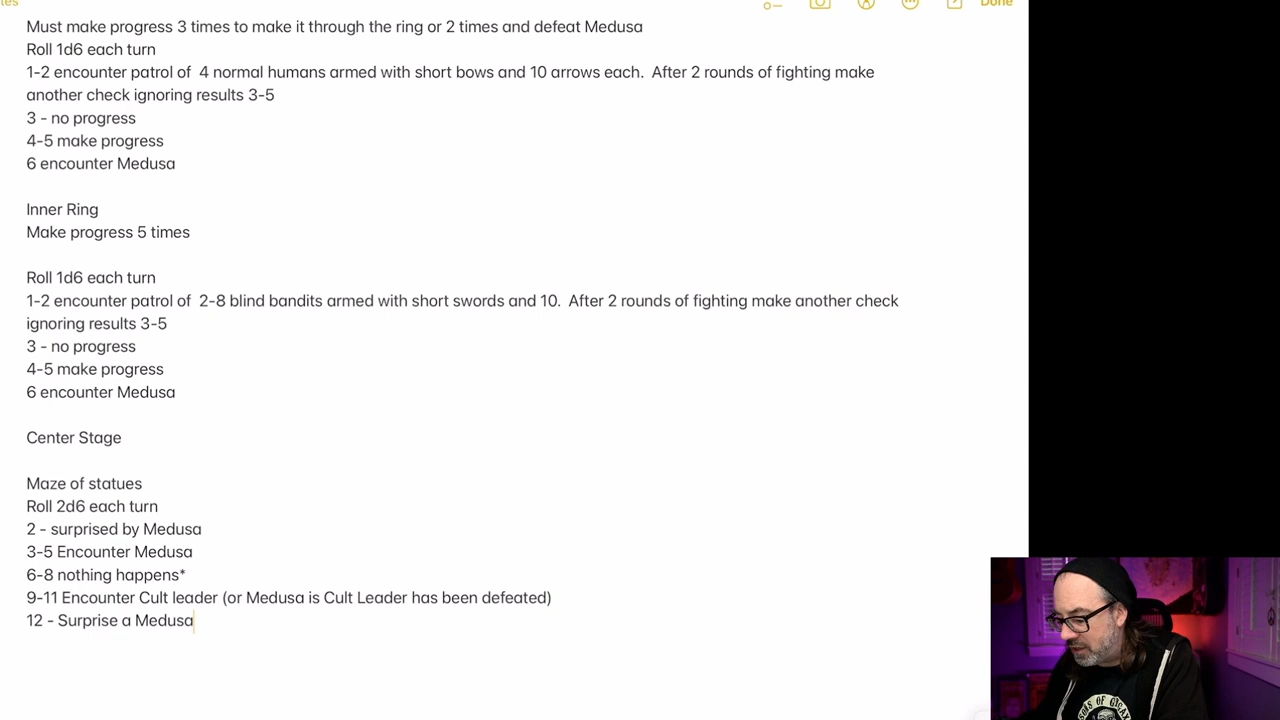 tes
Done
Must make progress 3 times to make it through the ring or 2 times and defeat Medusa
Roll 1d6 each turn
1-2 encounter patrol of  4 normal humans armed with short bows and 10 arrows each.  After 2 rounds of fighting make
another check ignoring results 3-5
3 - no progress
4-5 make progress
6 encounter Medusa
Inner Ring
Make progress 5 times
Roll 1d6 each turn
1-2 encounter patrol of  2-8 blind bandits armed with short swords and 10.  After 2 rounds of fighting make another check
ignoring results 3-5
3 - no progress
4-5 make progress
6 encounter Medusa
Center Stage
Maze of statues
Roll 2d6 each turn
2 - surprised by Medusa
3-5 Encounter Medusa
6-8 nothing happens*
9-11 Encounter Cult leader (or Medusa is Cult Leader has been defeated)
12 - Surprise a Medusa